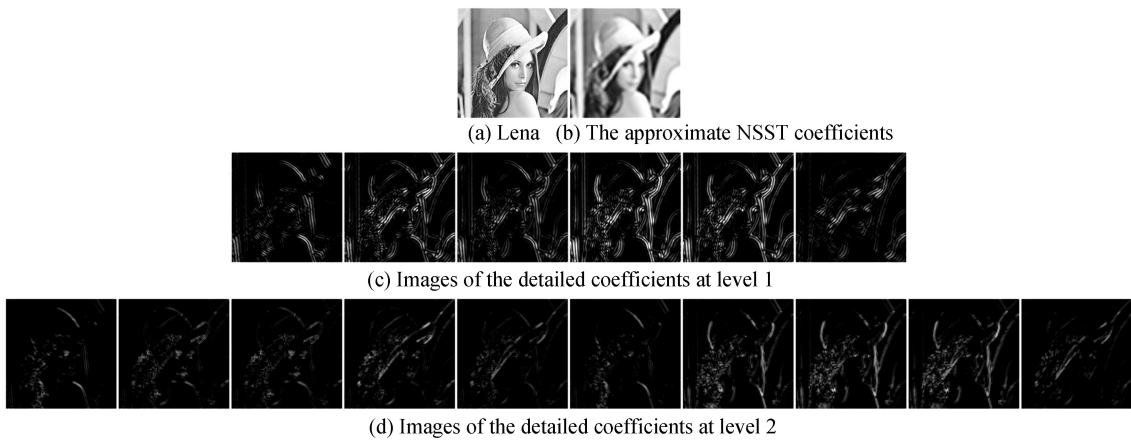 (a) Lena (b) The approximate NSST coefficients
(c) Images of the detailed coefficients at level 1
(d) Images of the detailed coefficients at level 2